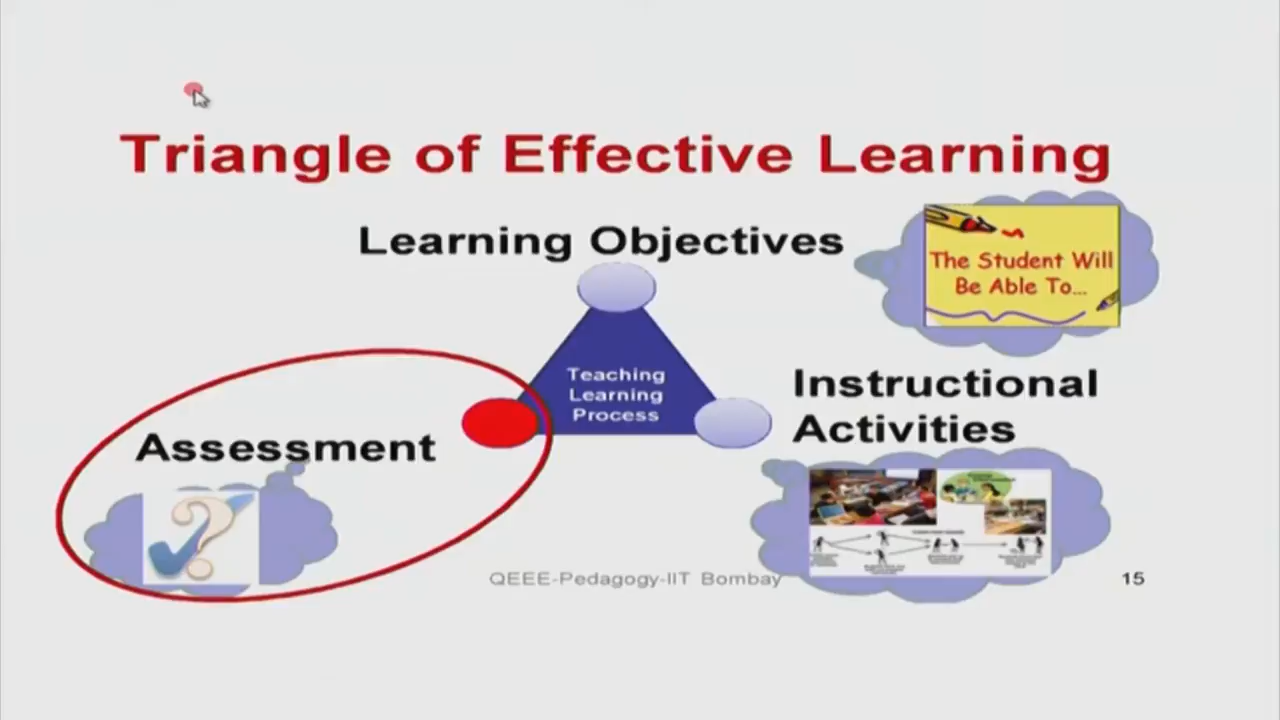 Triangle of Effective Learning
Learning Objectives
The Student Will
Be Able To...
Teaching
Learning
Process
Instructional
Activities
Assessment
QEEE-Pedagogy-IIT Bombay
15